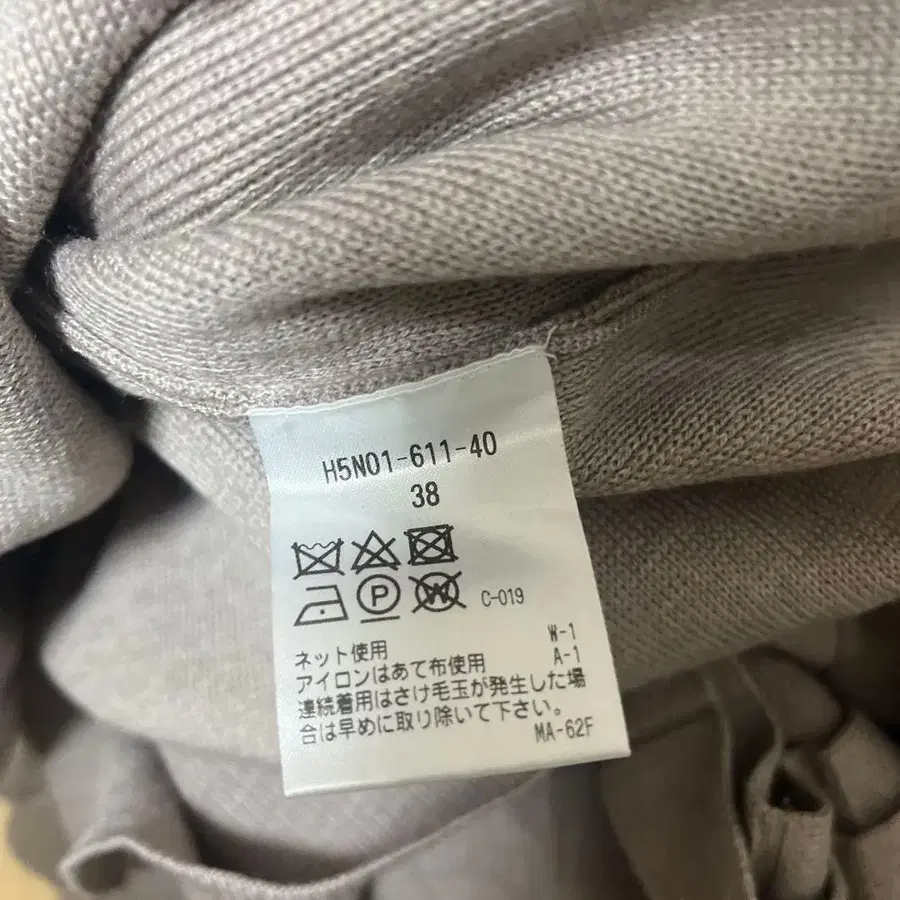 H5N01-611-40
38
P W C-019
W-1
ネット使用
A-1
アイロンはあて布使用
連続着用はさけ毛玉が発生した場
合は早めに取り除いて下さい。
MA-62F